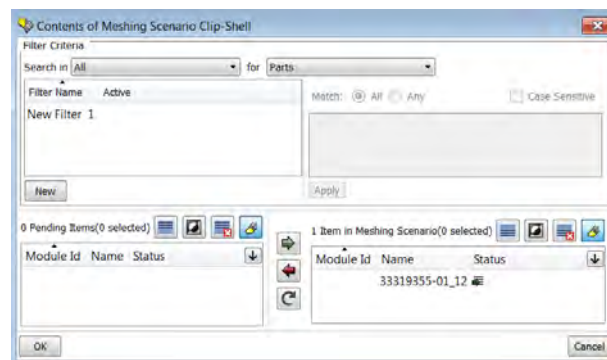 Contents of Meshing Scenario Clip-Shell
Filter Criteria
Search in All for Parts
Filter Name Active
New Filter 1
Match: All Any Case Sensitive
New
Apply
0 Pending Items(0 selected)
Module Id Name Status
1 Item in Meshing Scenario(0 selected)
Module Id Name Status
33319355-01_12
OK
Cancel